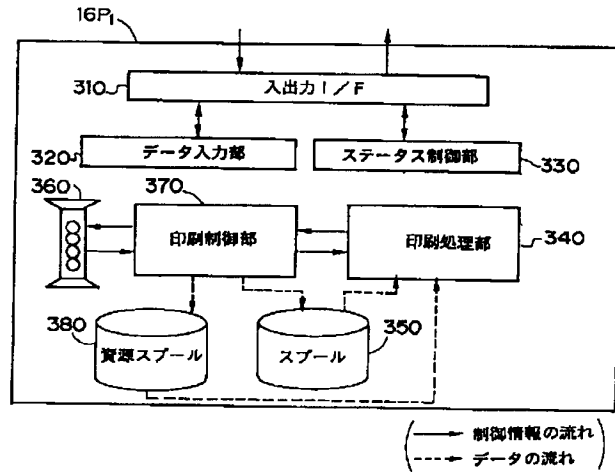 16P₁
310
入出力 I／F
320
データ入力部
ステータス制御部
330
360
370
印刷制御部
印刷処理部
340
380
資源スプール
スプール
350
制御情報の流れ
データの流れ